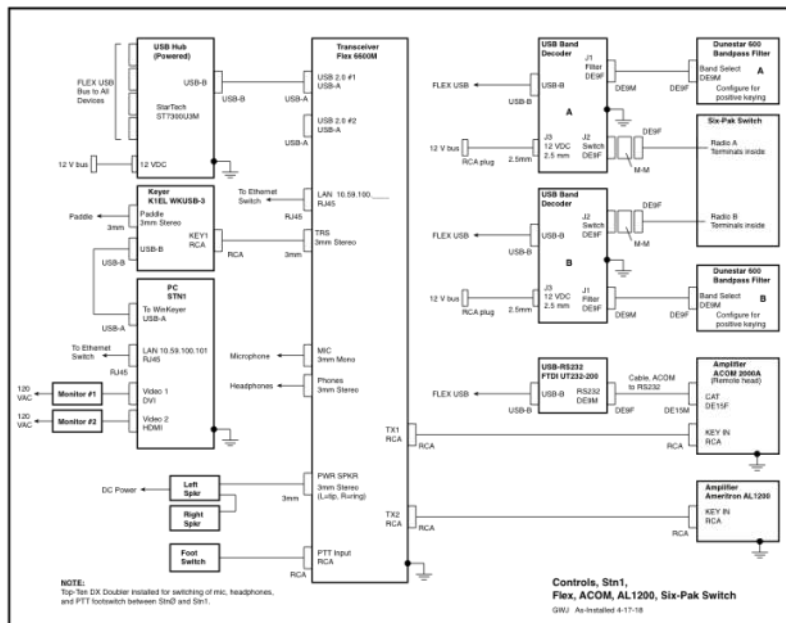 USB Hub
(Powered)
FLEX USB
Bus to All
Devices
USB-B
USB-B
StarTech
ST7300U3M
12 V bus
12 VDC
Keyer
K1EL WKUSB-3
Paddle
3mm
Paddle
3mm Stereo
KEY1
RCA
RCA
USB-B
USB-B
PC
STN1
To WinKeyer
USB-A
USB-A
To Ethernet
Switch
LAN 10.59.100.101
RJ45
RJ45
120
VAC
Monitor #1
Video 1
DVI
120
VAC
Monitor #2
Video 2
HDMI
DC Power
Left
Spkr
Right
Spkr
3mm
Foot
Switch
RCA
Transceiver
Flex 6600M
USB 2.0 #1
USB-A
USB-A
USB 2.0 #2
USB-A
USB-A
To Ethernet
Switch
LAN 10.59.100.____
RJ45
RJ45
TRS
3mm Stereo
3mm
Microphone
MIC
3mm Mono
Headphones
Phones
3mm Stereo
TX1
RCA
RCA
PWR SPKR
3mm Stereo
TX2
RCA
RCA
PTT Input
RCA
USB Band
Decoder
FLEX USB
USB-B
USB-B
J1
Filter
DE9F
A
12 V bus
RCA plug
2.5mm
J3
12 VDC
2.5 mm
J2
Switch
DE9F
DE9M
DE9F
DE9F
M-M
Dunestar 600
Bandpass Filter
Band Select
DE9M
A
Configure for
positive keying
Six-Pak Switch
Radio A
Terminals inside
Radio B
Terminals inside
USB Band
Decoder
FLEX USB
USB-B
USB-B
J2
Switch
DE9F
DE9F
M-M
B
12 V bus
RCA plug
2.5mm
J3
12 VDC
2.5 mm
J1
Filter
DE9F
DE9M
DE9F
Dunestar 600
Bandpass Filter
Band Select
DE9M
B
Configure for
positive keying
USB-RS232
FTDI UT232-200
FLEX USB
USB-B
USB-B
RS232
DE9M
DE9F
Cable, ACOM
to RS232
DE15M
Amplifier
ACOM 2000A
(Remote head)
CAT
DE15F
KEY IN
RCA
RCA
Amplifier
Ameritron AL1200
KEY IN
RCA
RCA
NOTE:
Top-Ten DX Doubler installed for switching of mic, headphones,
and PTT footswitch between StnØ and Stn1.
Controls, Stn1,
Flex, ACOM, AL1200, Six-Pak Switch
GWJ As-Installed 4-17-18